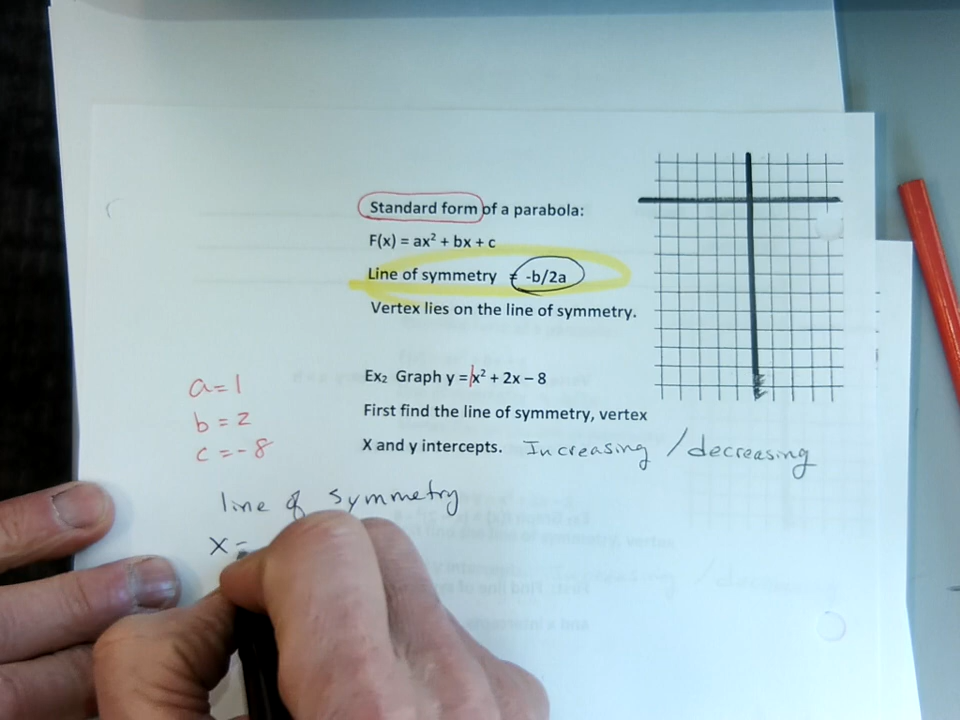 Standard form of a parabola:
F(x) = ax² + bx + c
Line of symmetry = -b/2a
Vertex lies on the line of symmetry.
Ex₂ Graph y = 1x² + 2x – 8
First find the line of symmetry, vertex
X and y intercepts. Increasing / decreasing
a = 1
b = 2
c = -8
line of symmetry
X =